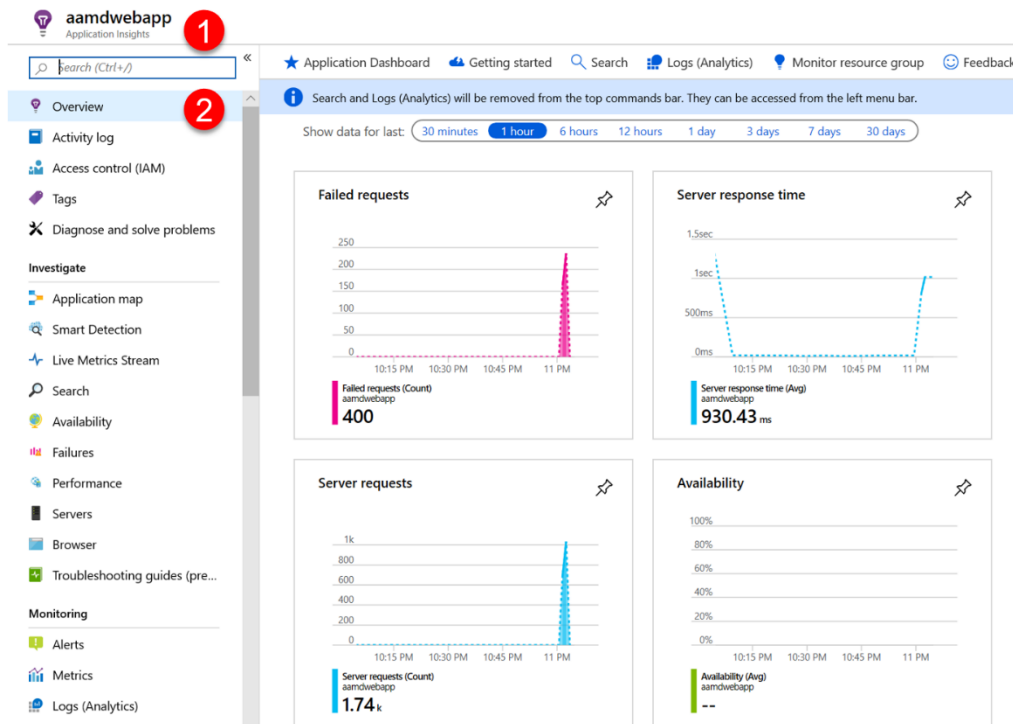 aamdwebapp
Application Insights
1
Search (Ctrl+/)
«
2
Overview
Activity log
Access control (IAM)
Tags
Diagnose and solve problems
Investigate
Application map
Smart Detection
Live Metrics Stream
Search
Availability
Failures
Performance
Servers
Browser
Troubleshooting guides (pre...
Monitoring
Alerts
Metrics
Logs (Analytics)
Application Dashboard Getting started Search Logs (Analytics) Monitor resource group Feedback
Search and Logs (Analytics) will be removed from the top commands bar. They can be accessed from the left menu bar.
Show data for last: 30 minutes 1 hour 6 hours 12 hours 1 day 3 days 7 days 30 days
Failed requests
250
200
150
100
50
0
10:15 PM 10:30 PM 10:45 PM 11 PM
Failed requests (Count)
aamdwebapp
400
Server response time
1.5sec
1sec
500ms
0ms
10:15 PM 10:30 PM 10:45 PM 11 PM
Server response time (Avg)
aamdwebapp
930.43 ms
Server requests
1k
800
600
400
200
0
10:15 PM 10:30 PM 10:45 PM 11 PM
Server requests (Count)
aamdwebapp
1.74 k
Availability
100%
80%
60%
40%
20%
0%
10:15 PM 10:30 PM 10:45 PM 11 PM
Availability (Avg)
aamdwebapp
--